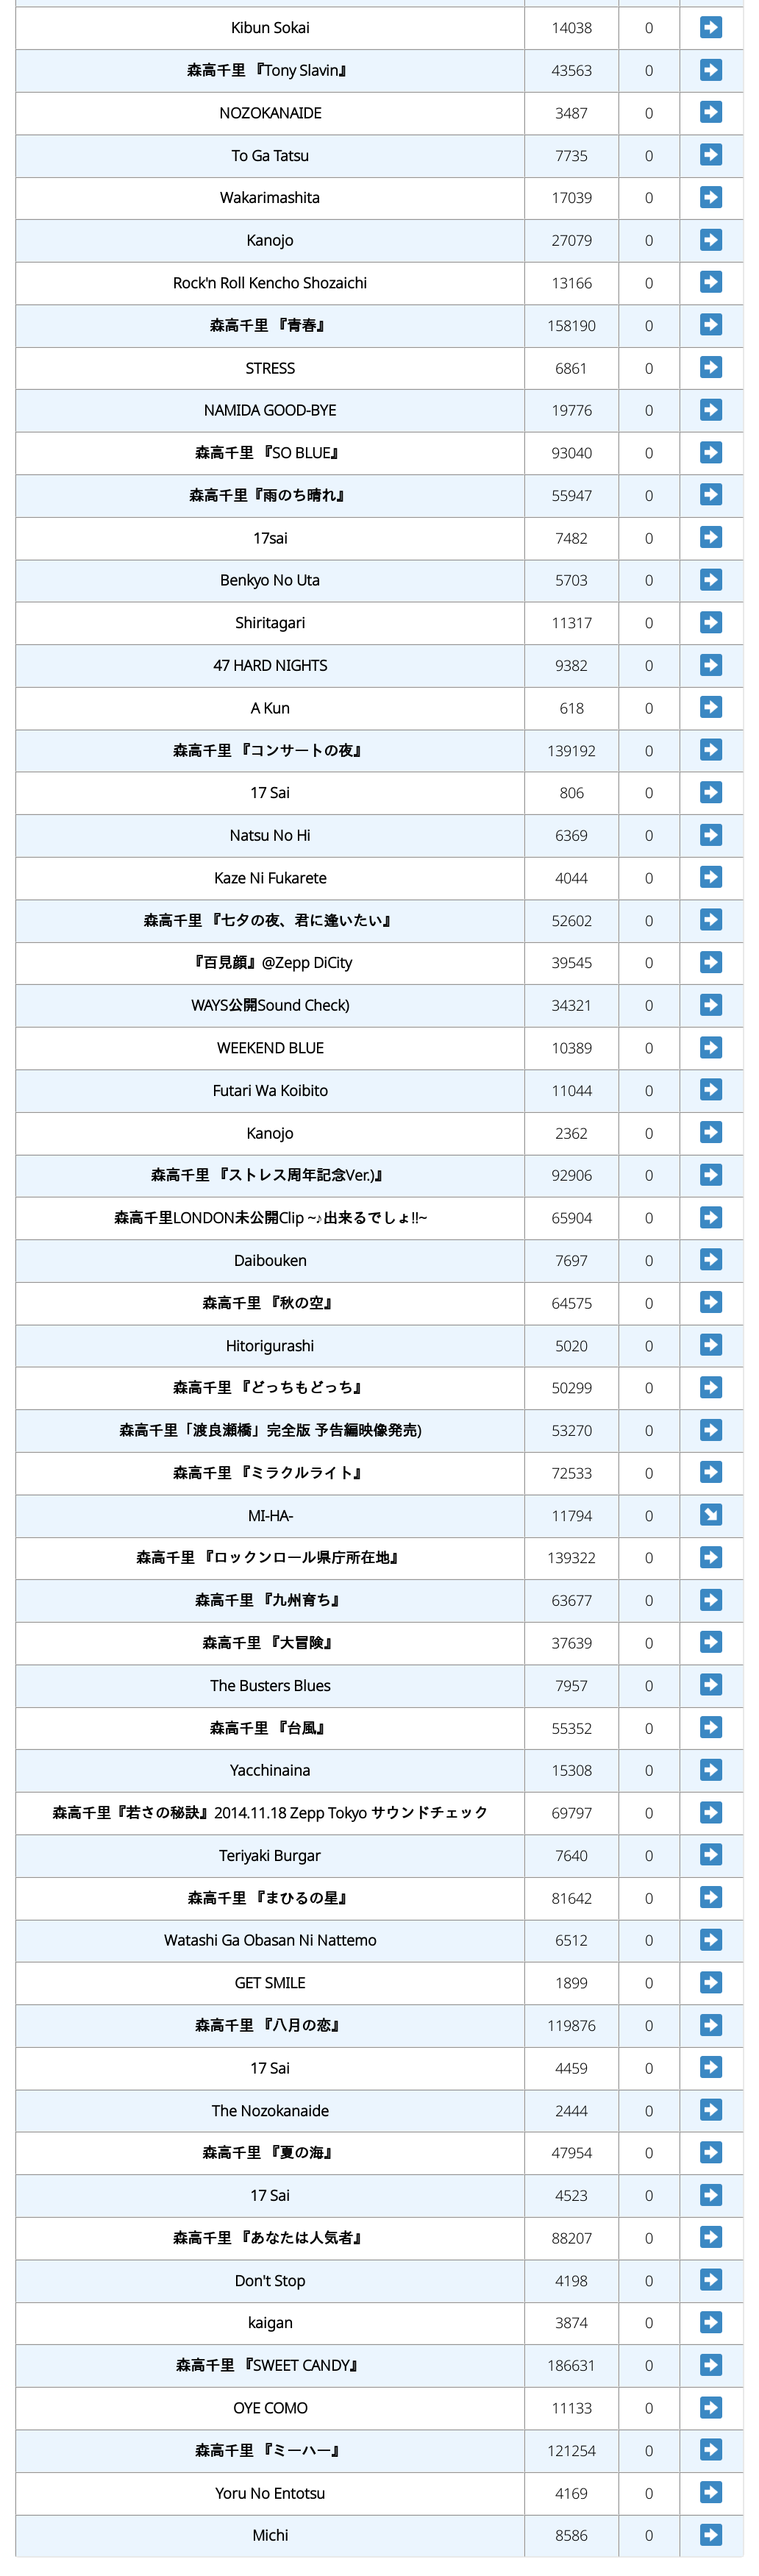 Kibun Sokai 14038 0
森高千里 『Tony Slavin』 43563 0
NOZOKANAIDE 3487 0
To Ga Tatsu 7735 0
Wakarimashita 17039 0
Kanojo 27079 0
Rock'n Roll Kencho Shozaichi 13166 0
森高千里 『青春』 158190 0
STRESS 6861 0
NAMIDA GOOD-BYE 19776 0
森高千里 『SO BLUE』 93040 0
森高千里『雨のち晴れ』 55947 0
17sai 7482 0
Benkyo No Uta 5703 0
Shiritagari 11317 0
47 HARD NIGHTS 9382 0
A Kun 618 0
森高千里 『コンサートの夜』 139192 0
17 Sai 806 0
Natsu No Hi 6369 0
Kaze Ni Fukarete 4044 0
森高千里 『七夕の夜、君に逢いたい』 52602 0
『百見顔』@Zepp DiCity 39545 0
WAYS公開Sound Check) 34321 0
WEEKEND BLUE 10389 0
Futari Wa Koibito 11044 0
Kanojo 2362 0
森高千里 『ストレス周年記念Ver.)』 92906 0
森高千里LONDON未公開Clip ~♪出来るでしょ!!~ 65904 0
Daibouken 7697 0
森高千里 『秋の空』 64575 0
Hitorigurashi 5020 0
森高千里 『どっちもどっち』 50299 0
森高千里「渡良瀬橋」完全版 予告編映像発売) 53270 0
森高千里 『ミラクルライト』 72533 0
MI-HA- 11794 0
森高千里 『ロックンロール県庁所在地』 139322 0
森高千里 『九州育ち』 63677 0
森高千里 『大冒険』 37639 0
The Busters Blues 7957 0
森高千里 『台風』 55352 0
Yacchinaina 15308 0
森高千里『若さの秘訣』2014.11.18 Zepp Tokyo サウンドチェック 69797 0
Teriyaki Burgar 7640 0
森高千里 『まひるの星』 81642 0
Watashi Ga Obasan Ni Nattemo 6512 0
GET SMILE 1899 0
森高千里 『八月の恋』 119876 0
17 Sai 4459 0
The Nozokanaide 2444 0
森高千里 『夏の海』 47954 0
17 Sai 4523 0
森高千里 『あなたは人気者』 88207 0
Don't Stop 4198 0
kaigan 3874 0
森高千里 『SWEET CANDY』 186631 0
OYE COMO 11133 0
森高千里 『ミーハー』 121254 0
Yoru No Entotsu 4169 0
Michi 8586 0